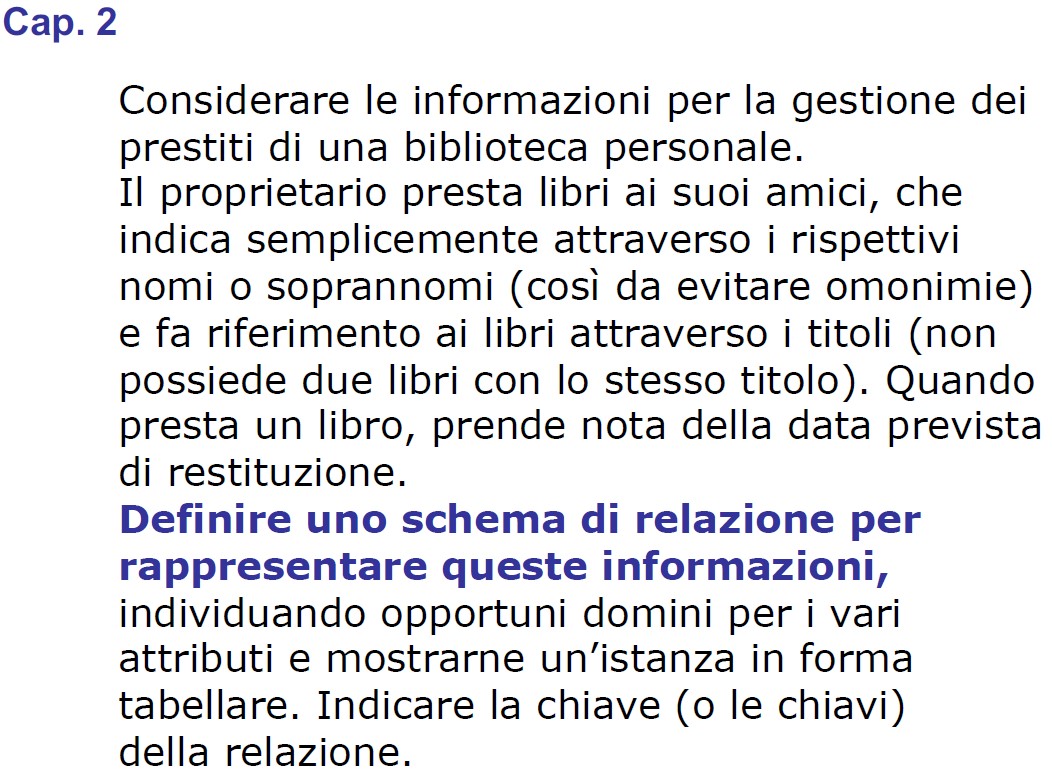 Cap. 2
Considerare le informazioni per la gestione dei
prestiti di una biblioteca personale.
Il proprietario presta libri ai suoi amici, che
indica semplicemente attraverso i rispettivi
nomi o soprannomi (così da evitare omonimie)
e fa riferimento ai libri attraverso i titoli (non
possiede due libri con lo stesso titolo). Quando
presta un libro, prende nota della data prevista
di restituzione.
Definire uno schema di relazione per
rappresentare queste informazioni,
individuando opportuni domini per i vari
attributi e mostrarne un’istanza in forma
tabellare. Indicare la chiave (o le chiavi)
della relazione.